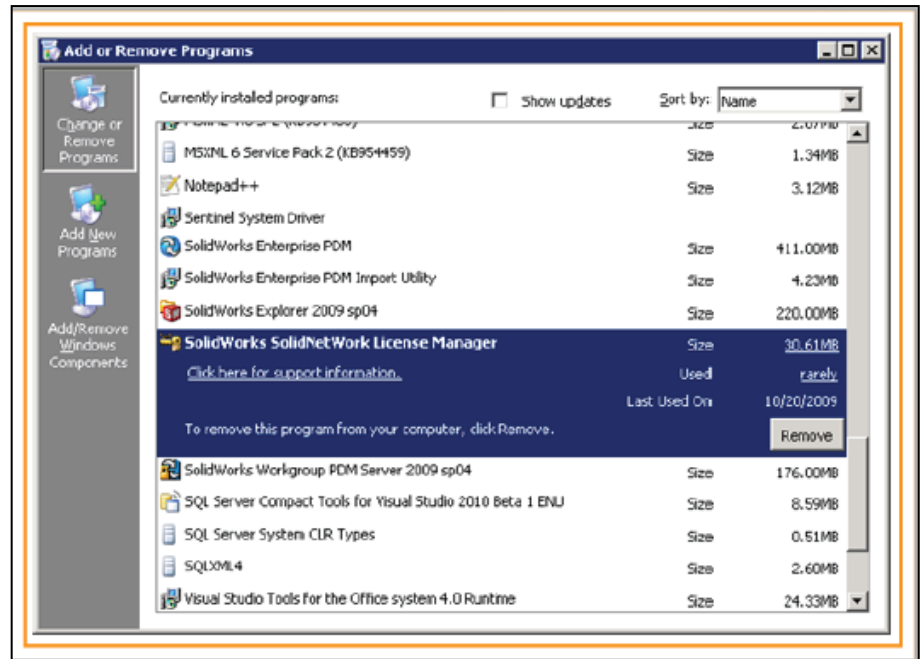 Add or Remove Programs
Change or
Remove
Programs
Add New
Programs
Add/Remove
Windows
Components
Currently installed programs:
Show updates
Sort by: Name
Size 2.07MB
MSXML 6 Service Pack 2 (KB954459) Size 1.34MB
Notepad++ Size 3.12MB
Sentinel System Driver
SolidWorks Enterprise PDM Size 411.00MB
SolidWorks Enterprise PDM Import Utility Size 4.23MB
SolidWorks Explorer 2009 sp04 Size 220.00MB
SolidWorks SolidNetWork License Manager Size 30.61MB
Click here for support information. Used rarely
Last Used On 10/20/2009
To remove this program from your computer, click Remove.
Remove
SolidWorks Workgroup PDM Server 2009 sp04 Size 176.00MB
SQL Server Compact Tools for Visual Studio 2010 Beta 1 ENU Size 8.59MB
SQL Server System CLR Types Size 0.51MB
SQLXML4 Size 2.60MB
Visual Studio Tools for the Office system 4.0 Runtime Size 24.33MB